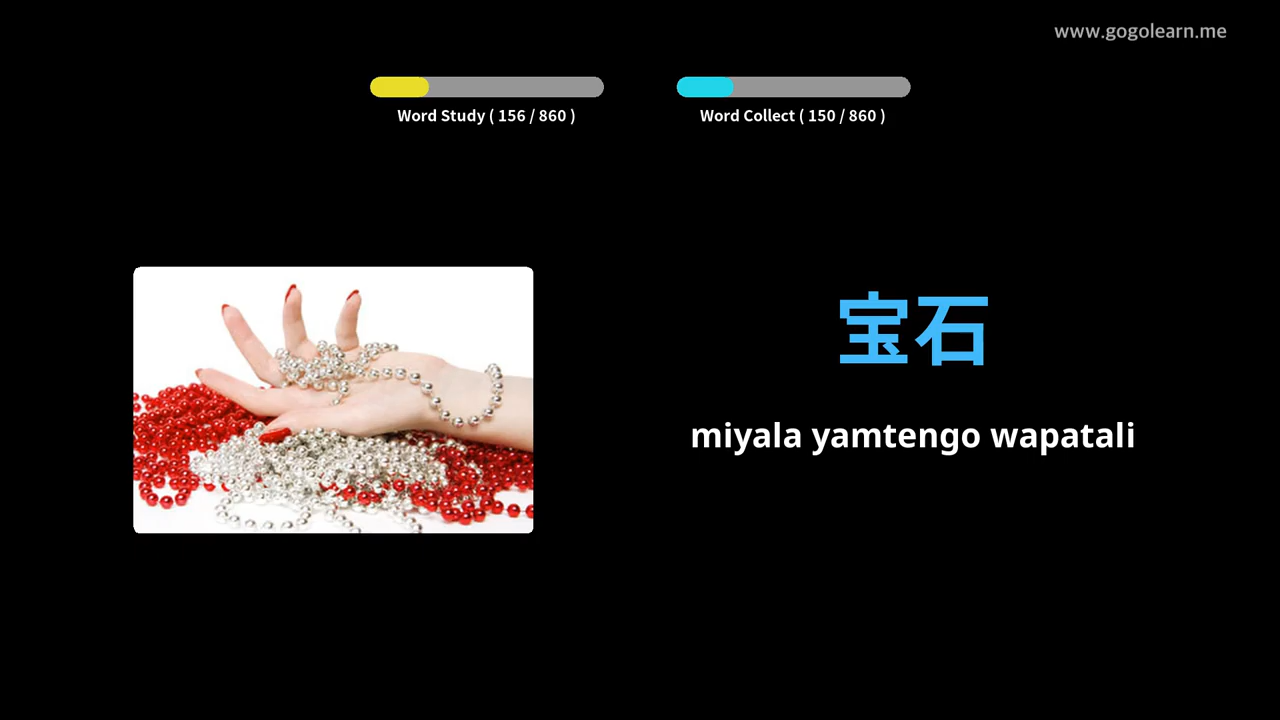 www.gogolearn.me
Word Study ( 156 / 860 )
Word Collect ( 150 / 860 )
宝石
miyala yamtengo wapatali